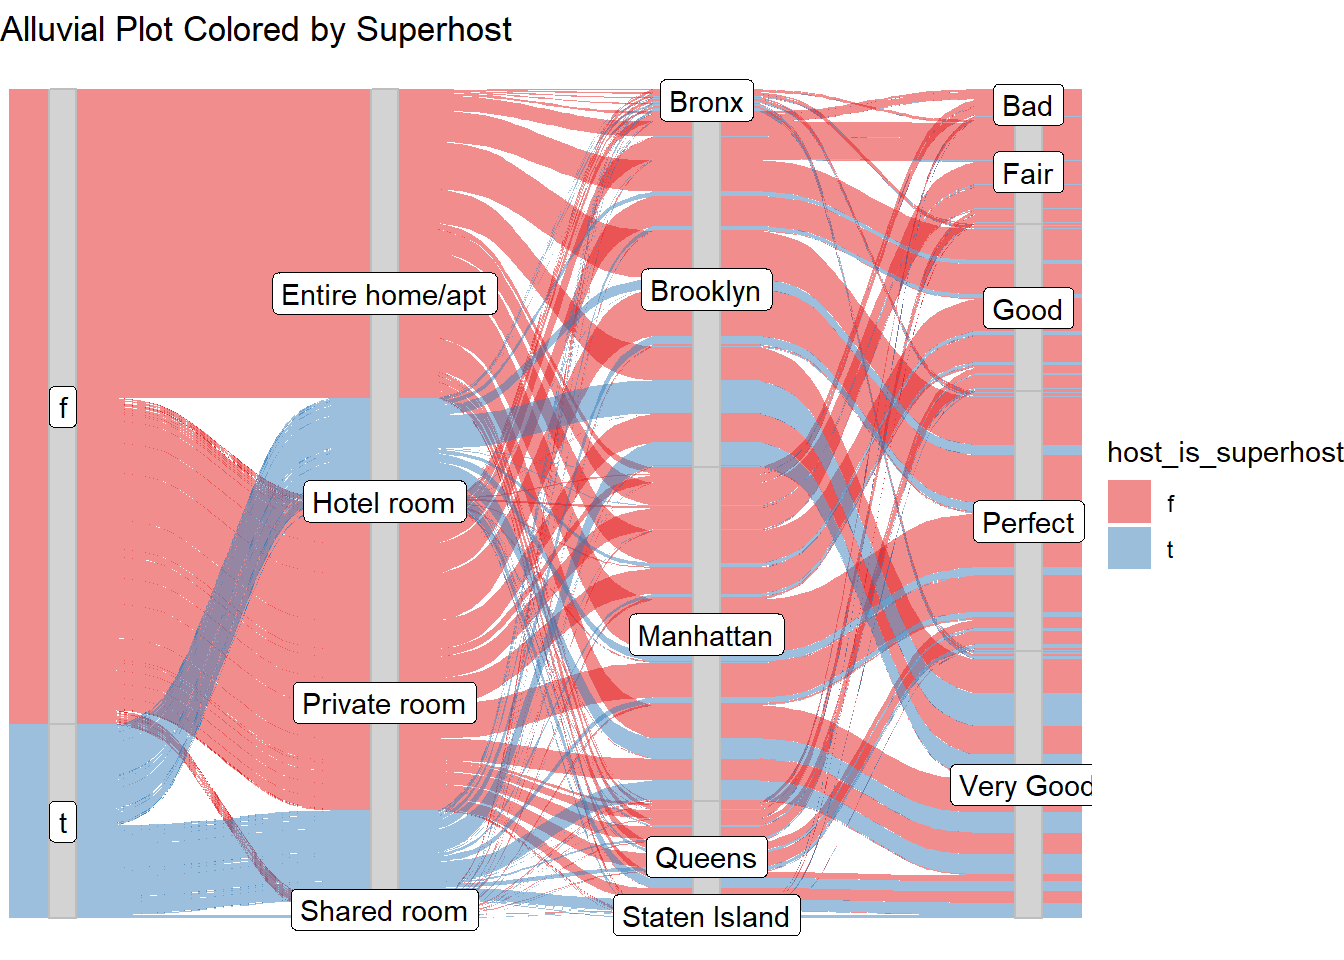 Alluvial Plot Colored by Superhost
Bronx
Bad
Fair
Entire home/apt
Brooklyn
Good
f
host_is_superhost
Hotel room
f
Perfect
t
Manhattan
Private room
Very Good
t
Queens
Shared room
Staten Island